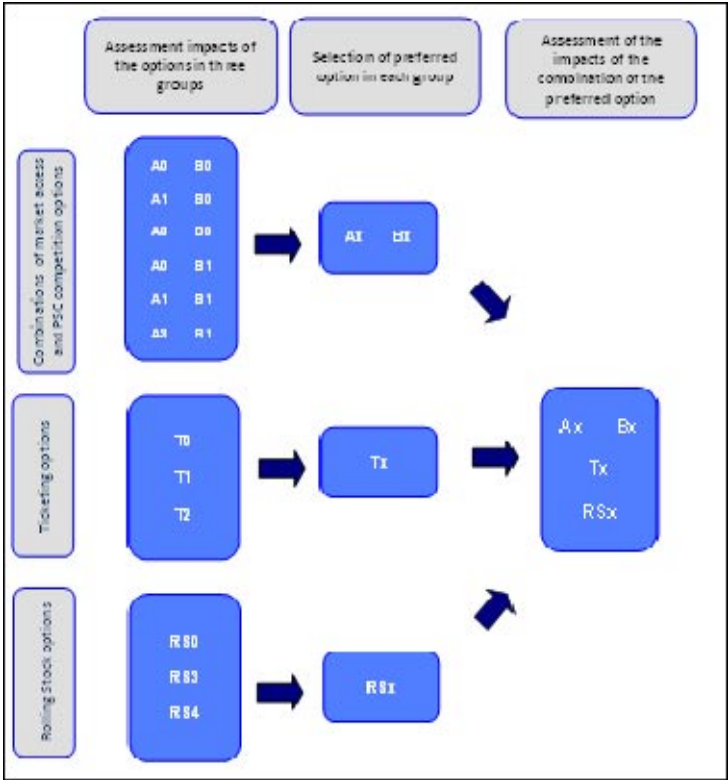 Assessment impacts of
the options in three
groups
Selection of preferred
option in each group
Assessment of the
impacts of the
combination of the
preferred option
Combinations of market access
and PSC competition options
A0 B0
A1 B0
B0
A0 B1
A1 B1
B1
Ax Bx
Ticketing options
T0
T1
T2
Tx
Ax Bx
Tx
RSx
Rolling Stock options
RS0
RS3
RS4
RSx